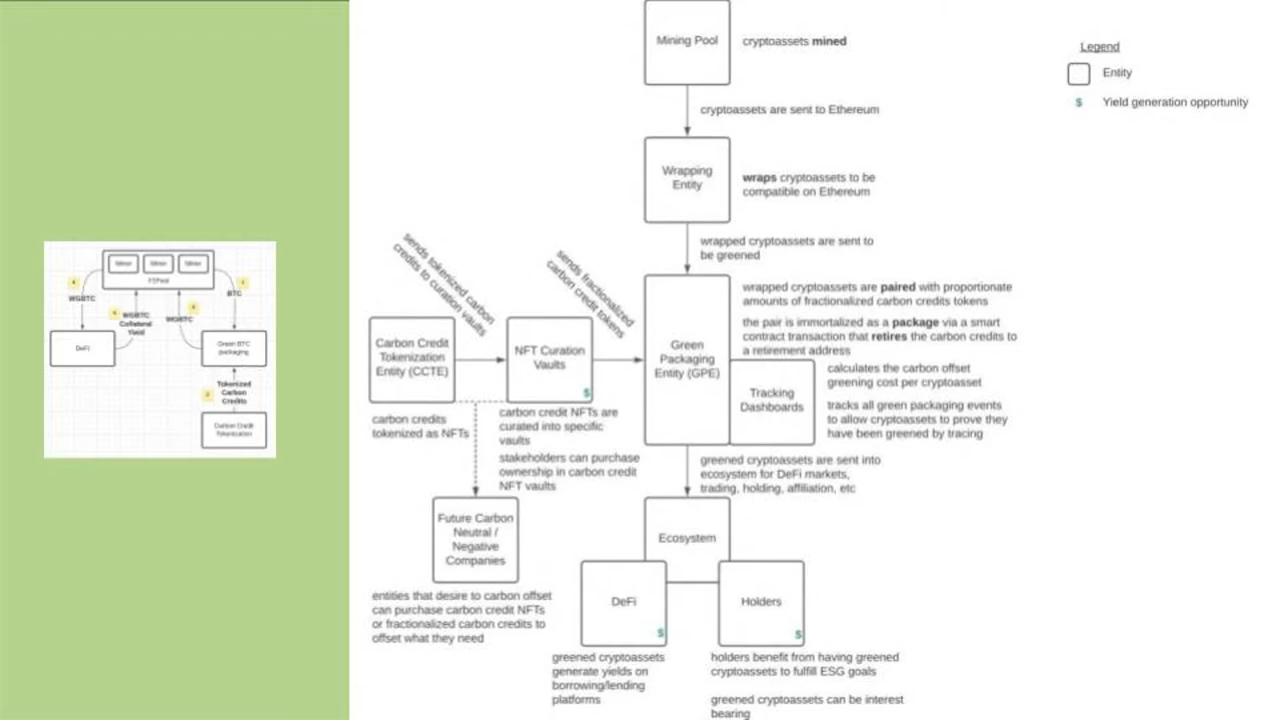 Mining Pool
cryptoassets mined
Legend
Entity
$ Yield generation opportunity
cryptoassets are sent to Ethereum
Wrapping
Entity
wraps cryptoassets to be
compatible on Ethereum
wrapped cryptoassets are sent to
be greened
sends tokenized carbon
credits to curation vaults
sends fractionalized
carbon credit tokens
Carbon Credit
Tokenization
Entity (CCTE)
NFT Curation
Vaults
$
Green
Packaging
Entity (GPE)
wrapped cryptoassets are paired with proportionate
amounts of fractionalized carbon credits tokens
the pair is immortalized as a package via a smart
contract transaction that retires the carbon credits to
a retirement address
Tracking
Dashboards
calculates the carbon offset
greening cost per cryptoasset
tracks all green packaging events
to allow cryptoassets to prove they
have been greened by tracing
carbon credits
tokenized as NFTs
carbon credit NFTs are
curated into specific
vaults
stakeholders can purchase
ownership in carbon credit
NFT vaults
greened cryptoassets are sent into
ecosystem for DeFi markets,
trading, holding, affiliation, etc
Future Carbon
Neutral /
Negative
Companies
entities that desire to carbon offset
can purchase carbon credit NFTs
or fractionalized carbon credits to
offset what they need
Ecosystem
DeFi
$
Holders
$
greened cryptoassets
generate yields on
borrowing/lending
platforms
holders benefit from having greened
cryptoassets to fulfill ESG goals
greened cryptoassets can be interest
bearing
Miner
Miner
Miner
WGBTC
BTC
WGBTC
Collateral
Yield
WGBTC
DeFi
Green BTC
packaging
Tokenized
Carbon
Credits
Carbon Credit
Tokenization